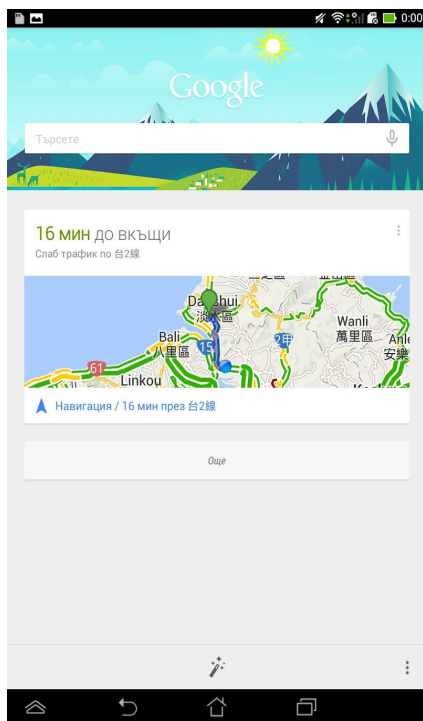 0:00
Google
Търсете
16 мин до вкъщи
Слаб трафик по 台2線
Danshui
淡水區
Wanli
萬里區
Bali
八里區
15
2甲
安樂
61
Linkou
Навигация / 16 мин през 台2線
Още